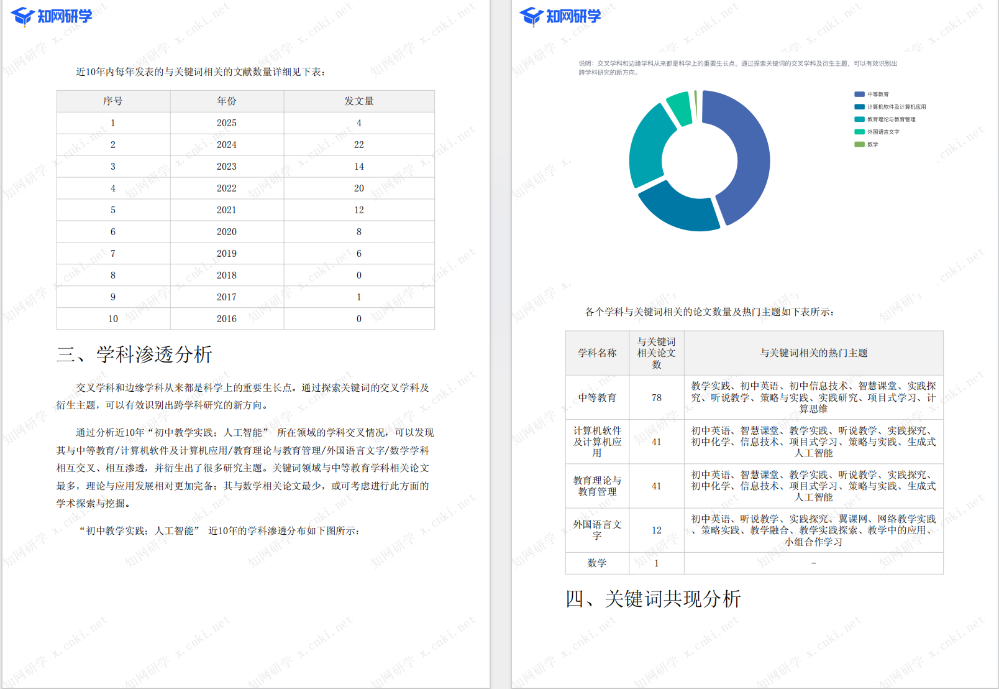 知网研学
近10年内每年发表的与关键词相关的文献数量详细见下表：
序号 年份 发文量
1 2025 4
2 2024 22
3 2023 14
4 2022 20
5 2021 12
6 2020 8
7 2019 6
8 2018 0
9 2017 1
10 2016 0
三、学科渗透分析
交叉学科和边缘学科从来都是科学上的重要生长点。通过探索关键词的交叉学科及
衍生主题，可以有效识别出跨学科研究的新方向。
通过分析近10年“初中教学实践；人工智能” 所在领域的学科交叉情况，可以发现
其与中等教育/计算机软件及计算机应用/教育理论与教育管理/外国语言文字/数学学科
相互交叉、相互渗透，并衍生出了很多研究主题。关键词领域与中等教育学科相关论文
最多，理论与应用发展相对更加完备；其与数学相关论文最少，或可考虑进行此方面的
学术探索与挖掘。
“初中教学实践；人工智能” 近10年的学科渗透分布如下图所示：
知网研学
说明：交叉学科和边缘学科从来都是科学上的重要生长点。通过探索关键词的交叉学科及衍生主题，可以有效识别出
跨学科研究的新方向。
中等教育
计算机软件及计算机应用
教育理论与教育管理
外国语言文字
数学
各个学科与关键词相关的论文数量及热门主题如下表所示：
学科名称
与关键词
相关论文
数
与关键词相关的热门主题
中等教育
78
教学实践、初中英语、初中信息技术、智慧课堂、实践探
究、听说教学、策略与实践、实践研究、项目式学习、计
算思维
计算机软件
及计算机应
用
41
初中英语、智慧课堂、教学实践、听说教学、实践探究、
初中化学、信息技术、项目式学习、策略与实践、生成式
人工智能
教育理论与
教育管理
41
初中英语、智慧课堂、教学实践、听说教学、实践探究、
初中化学、信息技术、项目式学习、策略与实践、生成式
人工智能
外国语言文
字
12
初中英语、听说教学、实践探究、翼课网、网络教学实践
、策略实践、教学融合、教学实践探索、教学中的应用、
小组合作学习
数学 1 -
四、关键词共现分析
知网研学 x.cnki.net